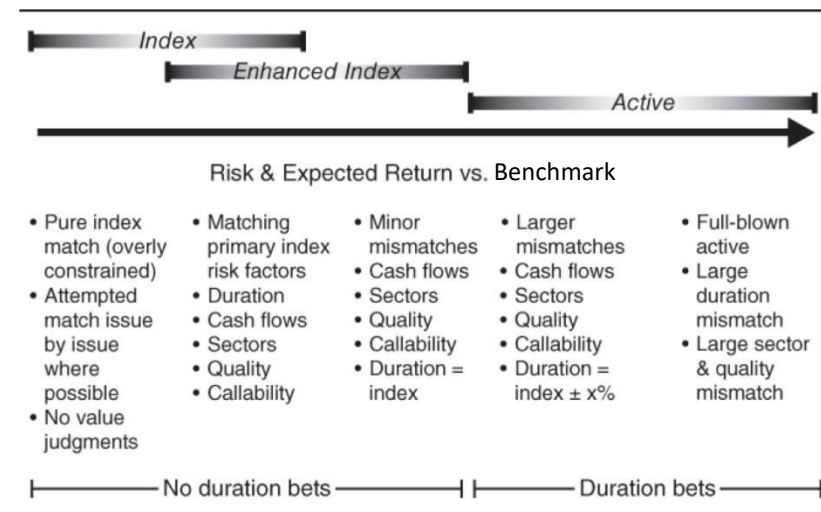 Index
Enhanced Index
Active
Risk & Expected Return vs. Benchmark
• Pure index
match (overly
constrained)
• Attempted
match issue
by issue
where
possible
• No value
judgments
• Matching
primary index
risk factors
• Duration
• Cash flows
• Sectors
• Quality
• Callability
• Minor
mismatches
• Cash flows
• Sectors
• Quality
• Callability
• Duration =
index
• Larger
mismatches
• Cash flows
• Sectors
• Quality
• Callability
• Duration =
index ± x%
• Full-blown
active
• Large
duration
mismatch
• Large sector
& quality
mismatch
No duration bets
Duration bets